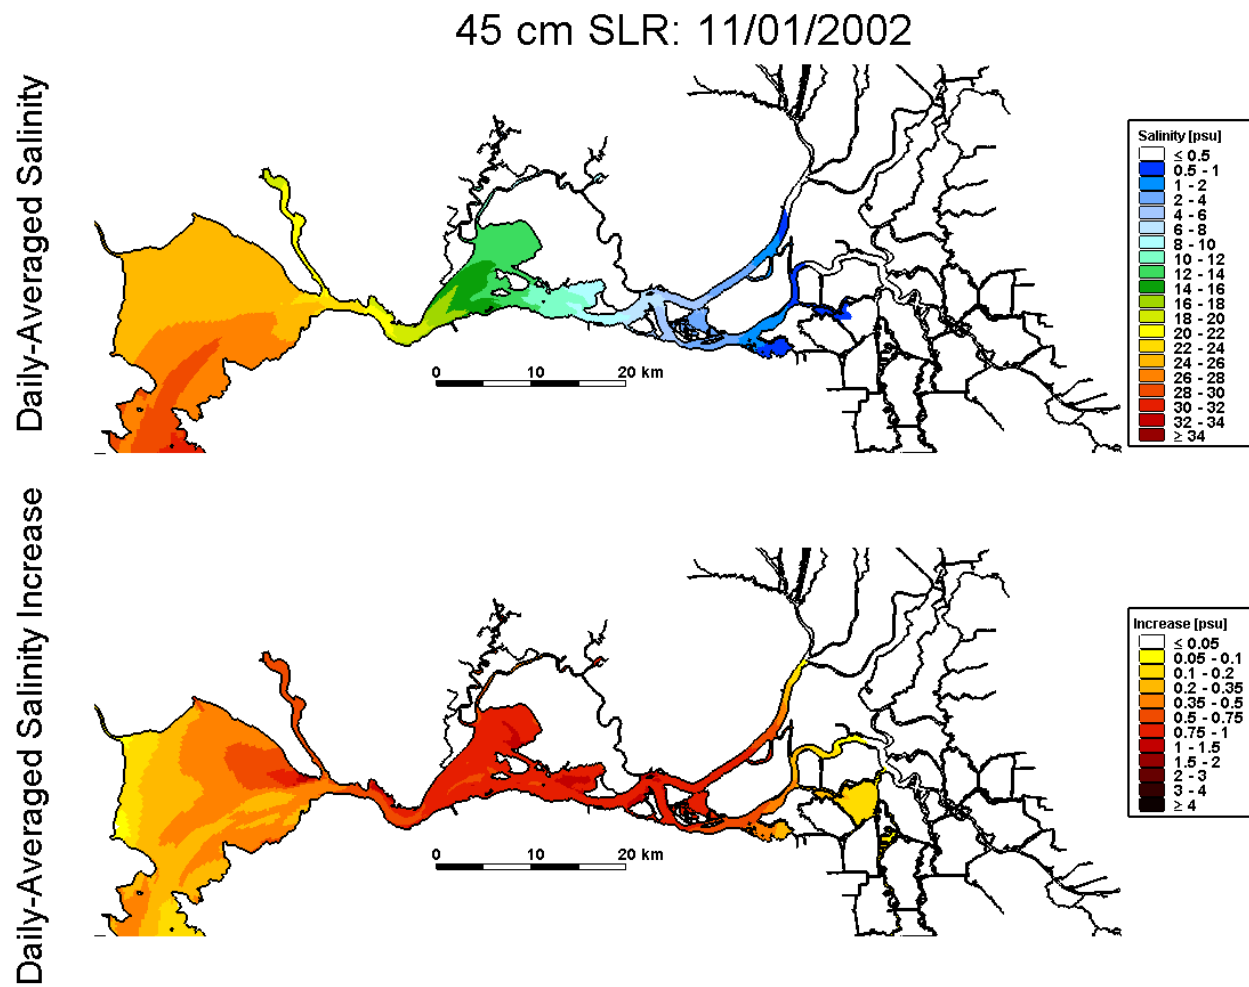 45 cm SLR: 11/01/2002
Daily-Averaged Salinity
Salinity [psu]
≤ 0.5
0.5 - 1
1 - 2
2 - 4
4 - 6
6 - 8
8 - 10
10 - 12
12 - 14
14 - 16
16 - 18
18 - 20
20 - 22
22 - 24
24 - 26
26 - 28
28 - 30
30 - 32
32 - 34
≥ 34
0 10 20 km
Daily-Averaged Salinity Increase
Increase [psu]
≤ 0.05
0.05 - 0.1
0.1 - 0.2
0.2 - 0.35
0.35 - 0.5
0.5 - 0.75
0.75 - 1
1 - 1.5
1.5 - 2
2 - 3
3 - 4
≥ 4
0 10 20 km